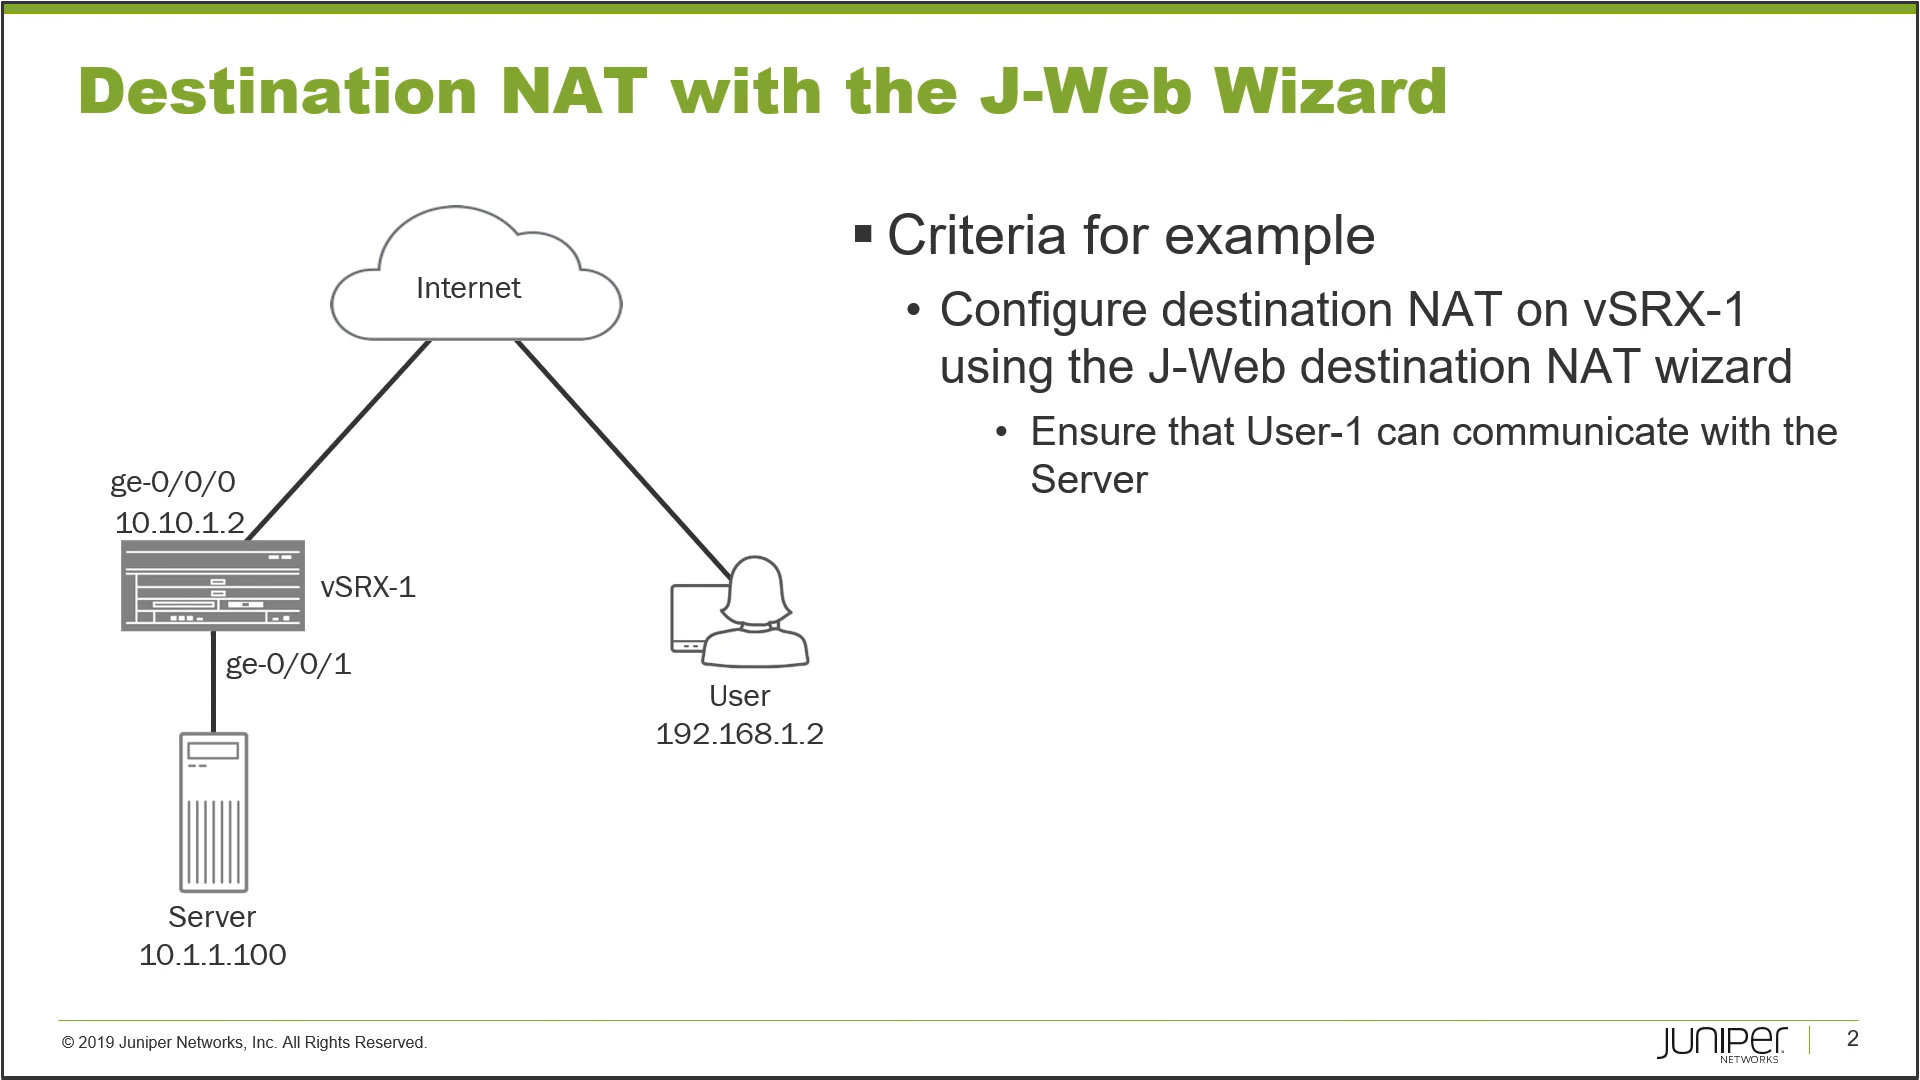 Destination NAT with the J-Web Wizard
Internet
ge-0/0/0
10.10.1.2
vSRX-1
ge-0/0/1
Server
10.1.1.100
User
192.168.1.2
▪ Criteria for example
• Configure destination NAT on vSRX-1
using the J-Web destination NAT wizard
• Ensure that User-1 can communicate with the
Server
© 2019 Juniper Networks, Inc. All Rights Reserved.
JUNIPER
NETWORKS
2